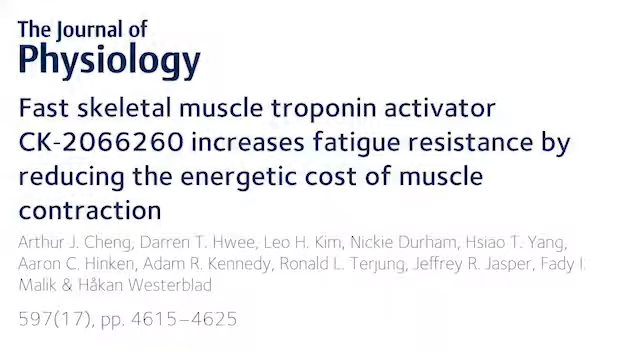 The Journal of
Physiology
Fast skeletal muscle troponin activator
CK-2066260 increases fatigue resistance by
reducing the energetic cost of muscle
contraction
Arthur J. Cheng, Darren T. Hwee, Leo H. Kim, Nickie Durham, Hsiao T. Yang,
Aaron C. Hinken, Adam R. Kennedy, Ronald L. Terjung, Jeffrey R. Jasper, Fady I.
Malik & Håkan Westerblad
597(17), pp. 4615–4625